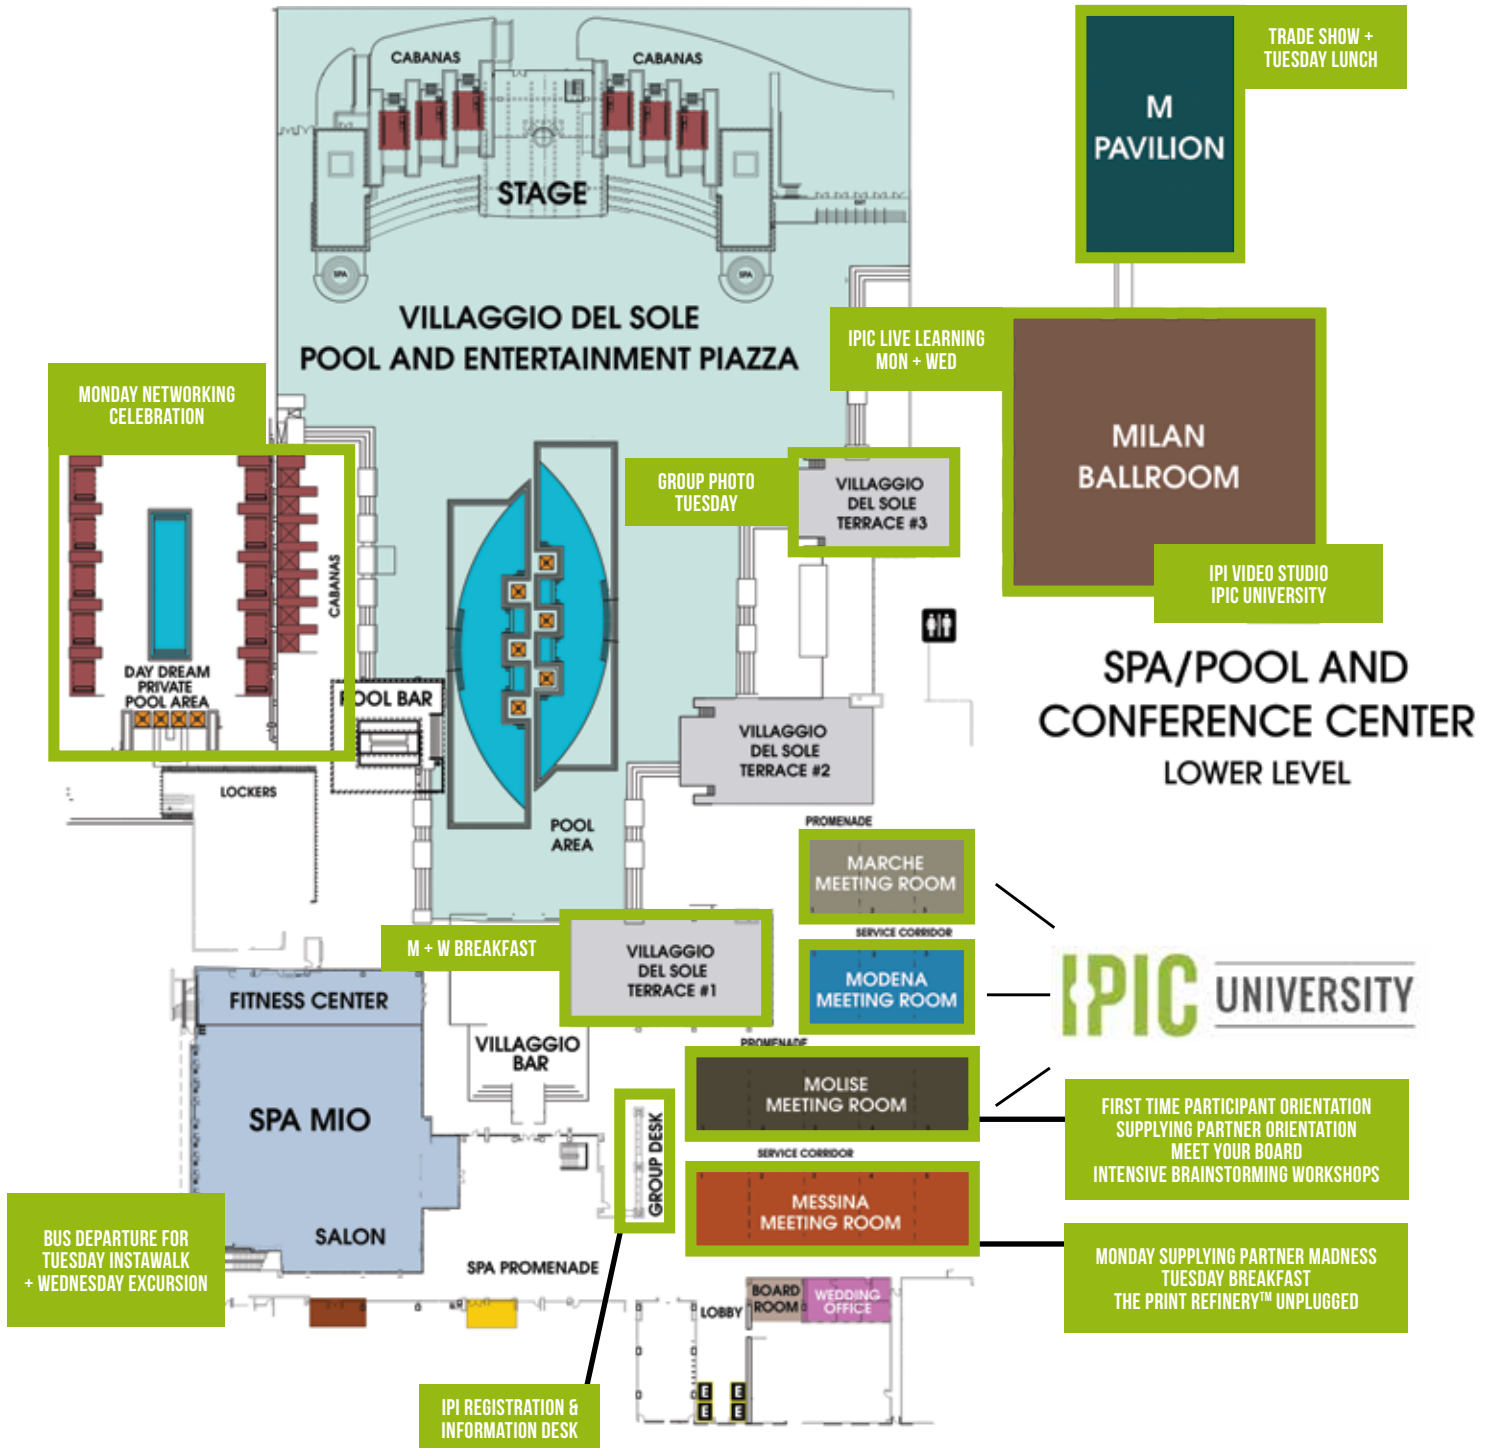 CABANAS
CABANAS
STAGE
EXIT
SPA
SPA
VILLAGGIO DEL SOLE
POOL AND ENTERTAINMENT PIAZZA
TRADE SHOW +
TUESDAY LUNCH
M
PAVILION
IPIC LIVE LEARNING
MON + WED
MILAN
BALLROOM
IPI VIDEO STUDIO
IPIC UNIVERSITY
MONDAY NETWORKING
CELEBRATION
CABANAS
DAY DREAM
PRIVATE
POOL AREA
POOL BAR
LOCKERS
GROUP PHOTO
TUESDAY
VILLAGGIO
DEL SOLE
TERRACE #3
VILLAGGIO
DEL SOLE
TERRACE #2
SPA/POOL AND
CONFERENCE CENTER
LOWER LEVEL
POOL
AREA
PROMENADE
MARCHE
MEETING ROOM
SERVICE CORRIDOR
MODENA
MEETING ROOM
IPIC UNIVERSITY
M + W BREAKFAST
VILLAGGIO
DEL SOLE
TERRACE #1
FITNESS CENTER
SPA MIO
SALON
VILLAGGIO
BAR
PROMENADE
MOLISE
MEETING ROOM
SERVICE CORRIDOR
MESSINA
MEETING ROOM
GROUP DESK
FIRST TIME PARTICIPANT ORIENTATION
SUPPLYING PARTNER ORIENTATION
MEET YOUR BOARD
INTENSIVE BRAINSTORMING WORKSHOPS
MONDAY SUPPLYING PARTNER MADNESS
TUESDAY BREAKFAST
THE PRINT REFINERY™ UNPLUGGED
BUS DEPARTURE FOR
TUESDAY INSTAWALK
+ WEDNESDAY EXCURSION
SPA PROMENADE
LOBBY
BOARD
ROOM
WEDDING
OFFICE
E E
E E
IPI REGISTRATION &
INFORMATION DESK